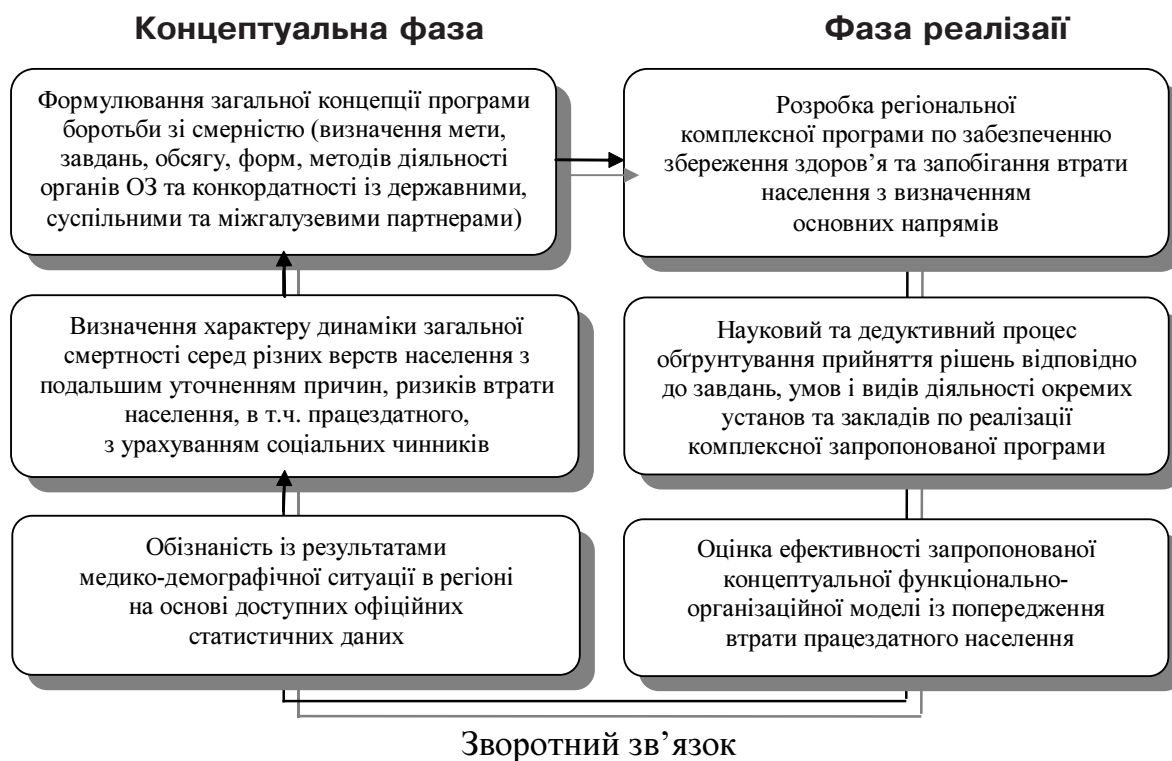 Концептуальна фаза
Формулювання загальної концепції програми
боротьби зі смерністю (визначення мети,
завдань, обсягу, форм, методів діяльності
органів ОЗ та конкордатності із державними,
суспільними та міжгалузевими партнерами)
Визначення характеру динаміки загальної
смертності серед різних верств населення з
подальшим уточненням причин, ризиків втрати
населення, в т.ч. працездатного,
з урахуванням соціальних чинників
Обізнаність із результатами
медико-демографічної ситуації в регіоні
на основі доступних офіційних
статистичних даних
Фаза реалізаїї
Розробка регіональної
комплексної програми по забезпеченню
збереження здоров’я та запобігання втрати
населення з визначенням
основних напрямів
Науковий та дедуктивний процес
обґрунтування прийняття рішень відповідно
до завдань, умов і видів діяльності окремих
установ та закладів по реалізації
комплексної запропонованої програми
Оцінка ефективності запропонованої
концептуальної функціонально-
організаційної моделі із попередження
втрати працездатного населення
Зворотний зв’язок